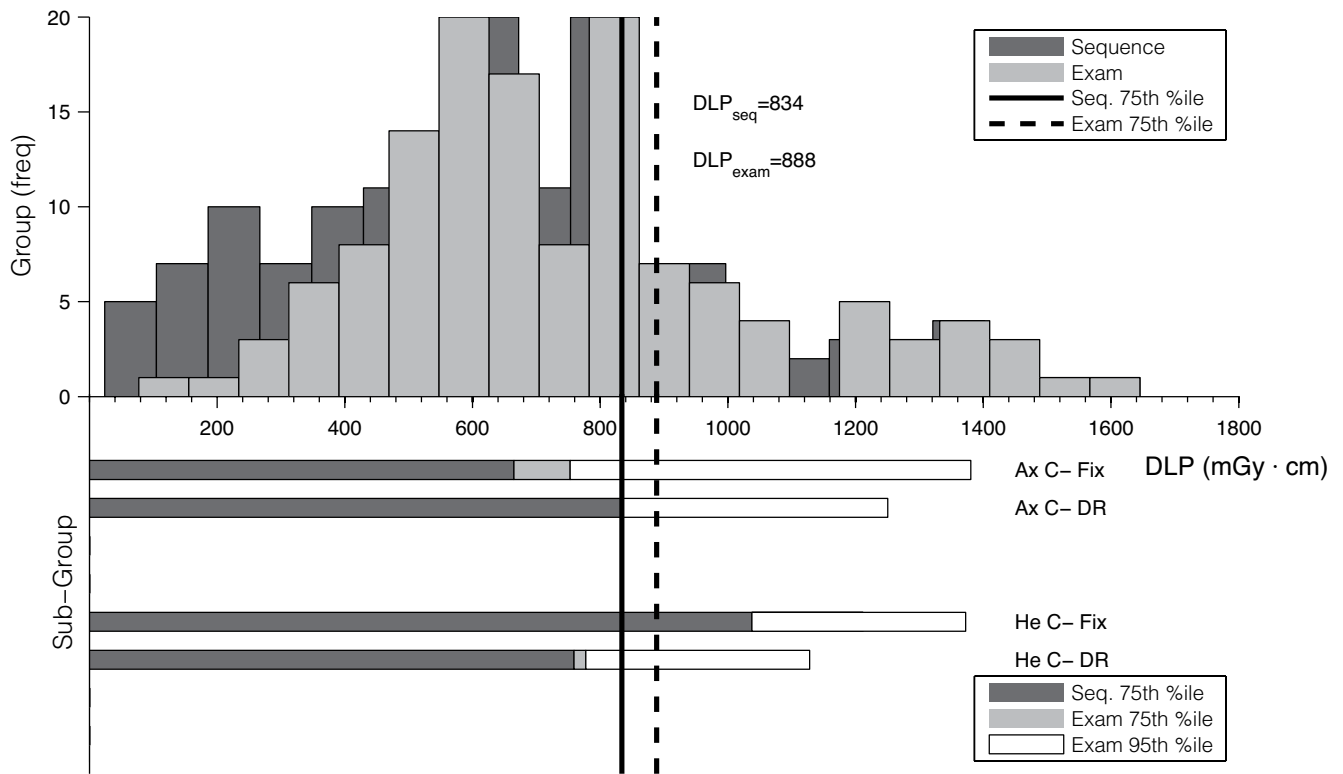 20
15
10
5
0
Group (freq)
Sequence
Exam
Seq. 75th %ile
Exam 75th %ile
DLPseq=834
DLPexam=888
200 400 600 800 1000 1200 1400 1600 1800
DLP (mGy · cm)
Sub−Group
Ax C− Fix
Ax C− DR
He C− Fix
He C− DR
Seq. 75th %ile
Exam 75th %ile
Exam 95th %ile